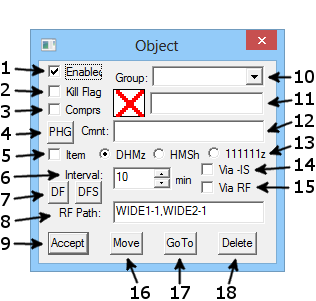 Object
1 Enabled Group: 10
2 Kill Flag 11
3 Comprs
4 PHG Cmnt: 12
5 Item DHMz HMSh 111111z 13
6 Interval: 10 min Via -IS 14
7 DF DFS Via RF 15
8 RF Path: WIDE1-1,WIDE2-1
9 Accept Move GoTo Delete
16 17 18